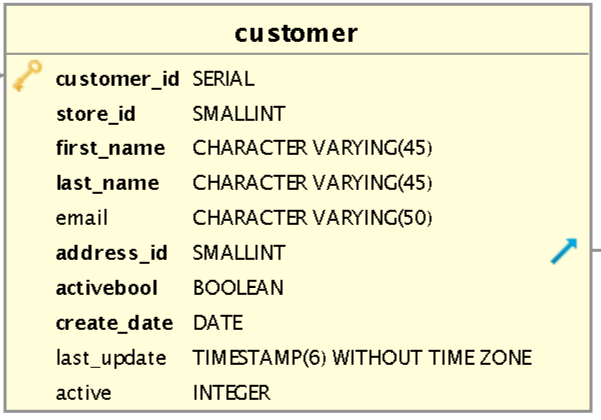 customer
customer_id SERIAL
store_id SMALLINT
first_name CHARACTER VARYING(45)
last_name CHARACTER VARYING(45)
email CHARACTER VARYING(50)
address_id SMALLINT
activebool BOOLEAN
create_date DATE
last_update TIMESTAMP(6) WITHOUT TIME ZONE
active INTEGER